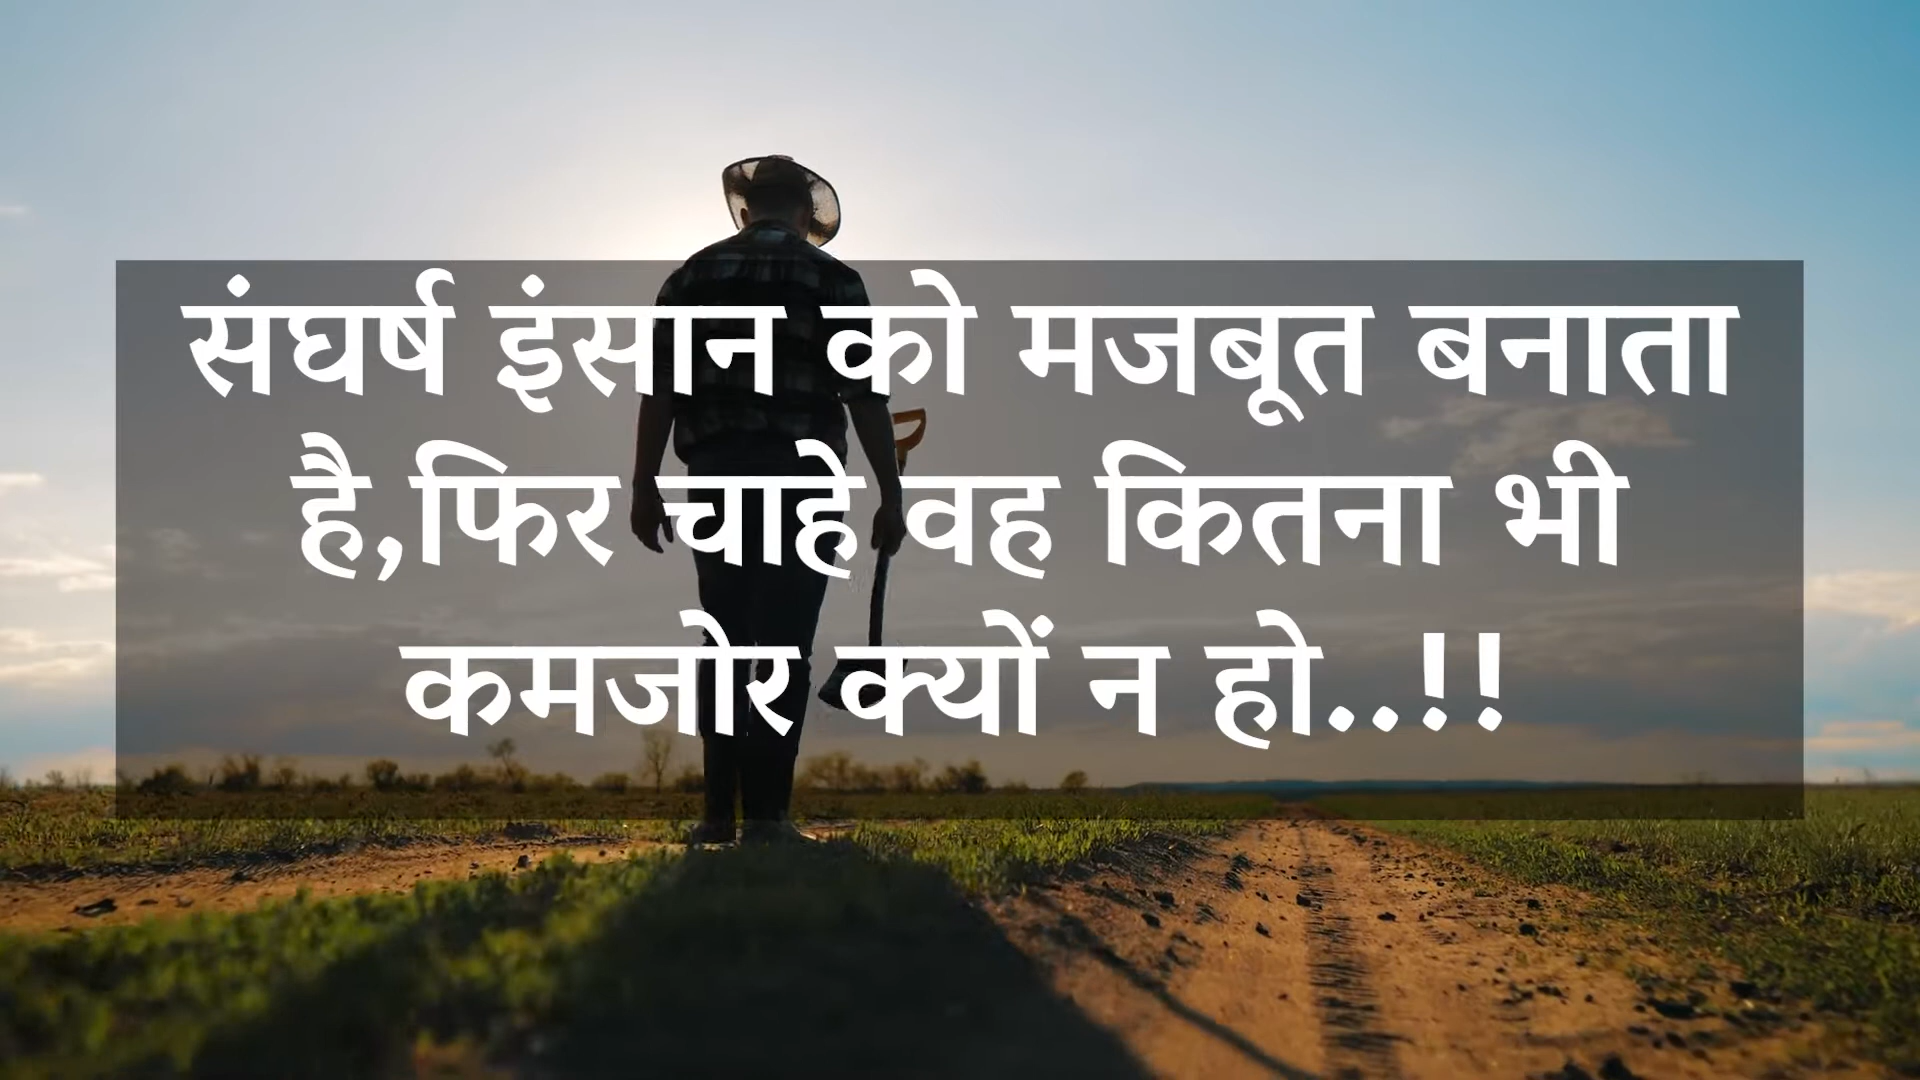 संघर्ष इंसान को मजबूत बनाता
है,फिर चाहे वह कितना भी
कमजोर क्यों न हो..!!